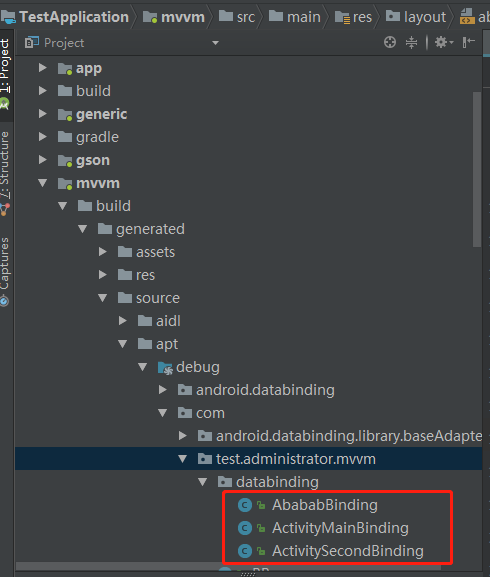 TestApplication mvvm src main res layout ab
1: Project
7: Structure
Captures
Project
app
build
generic
gradle
gson
mvvm
build
generated
assets
res
source
aidl
apt
debug
android.databinding
com
android.databinding.library.baseAdapte
test.administrator.mvvm
databinding
AbababBinding
ActivityMainBinding
ActivitySecondBinding